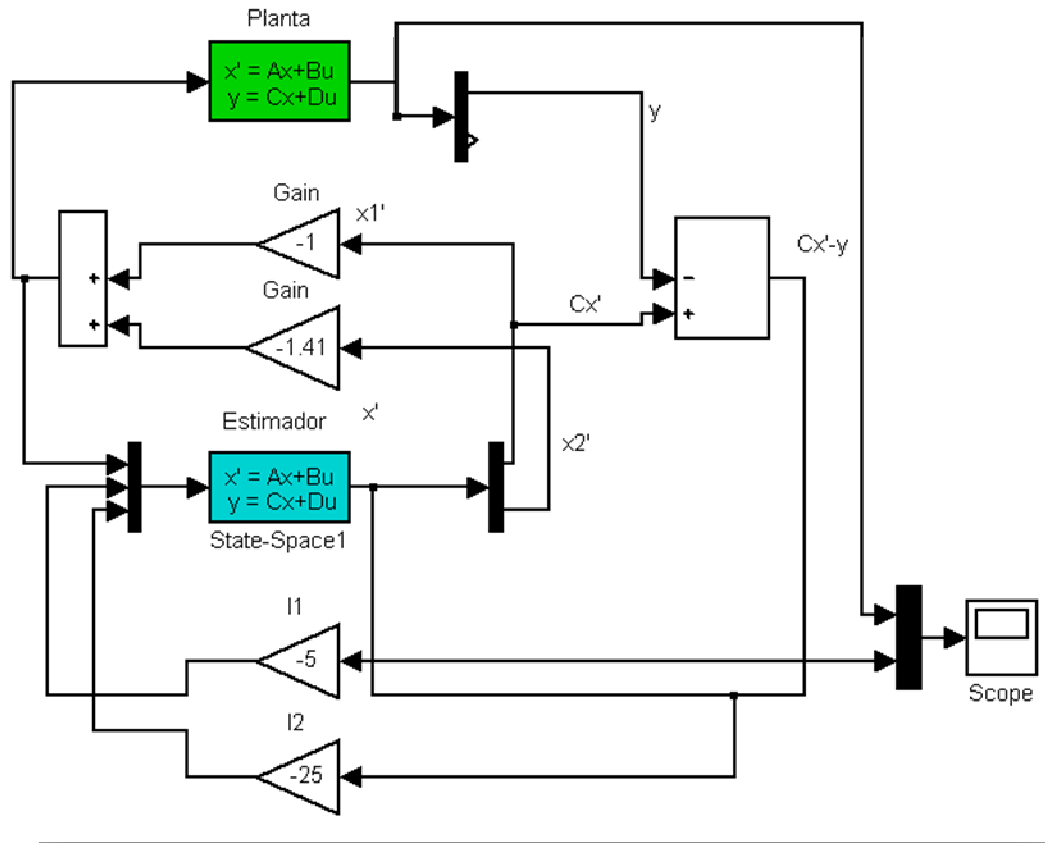 Planta
x' = Ax+Bu
y = Cx+Du
y
Gain
x1'
-1
+
+
Gain
-1.41
Cx'
−
+
Cx'-y
x'
x2'
Estimador
x' = Ax+Bu
y = Cx+Du
State-Space1
l1
-5
l2
-25
Scope